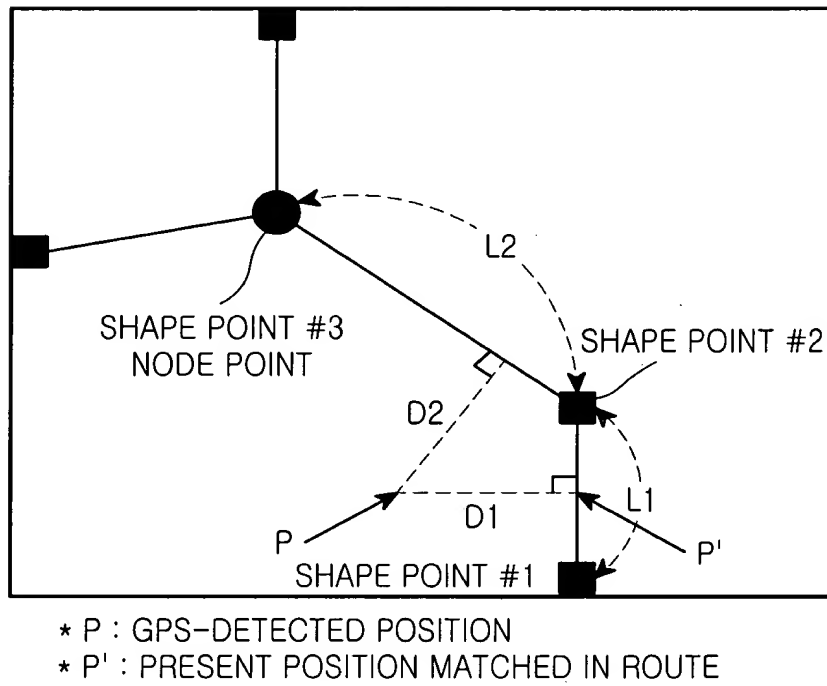 L2
SHAPE POINT #3
NODE POINT
SHAPE POINT #2
D2
D1
L1
P
P'
SHAPE POINT #1
* P : GPS-DETECTED POSITION
* P' : PRESENT POSITION MATCHED IN ROUTE